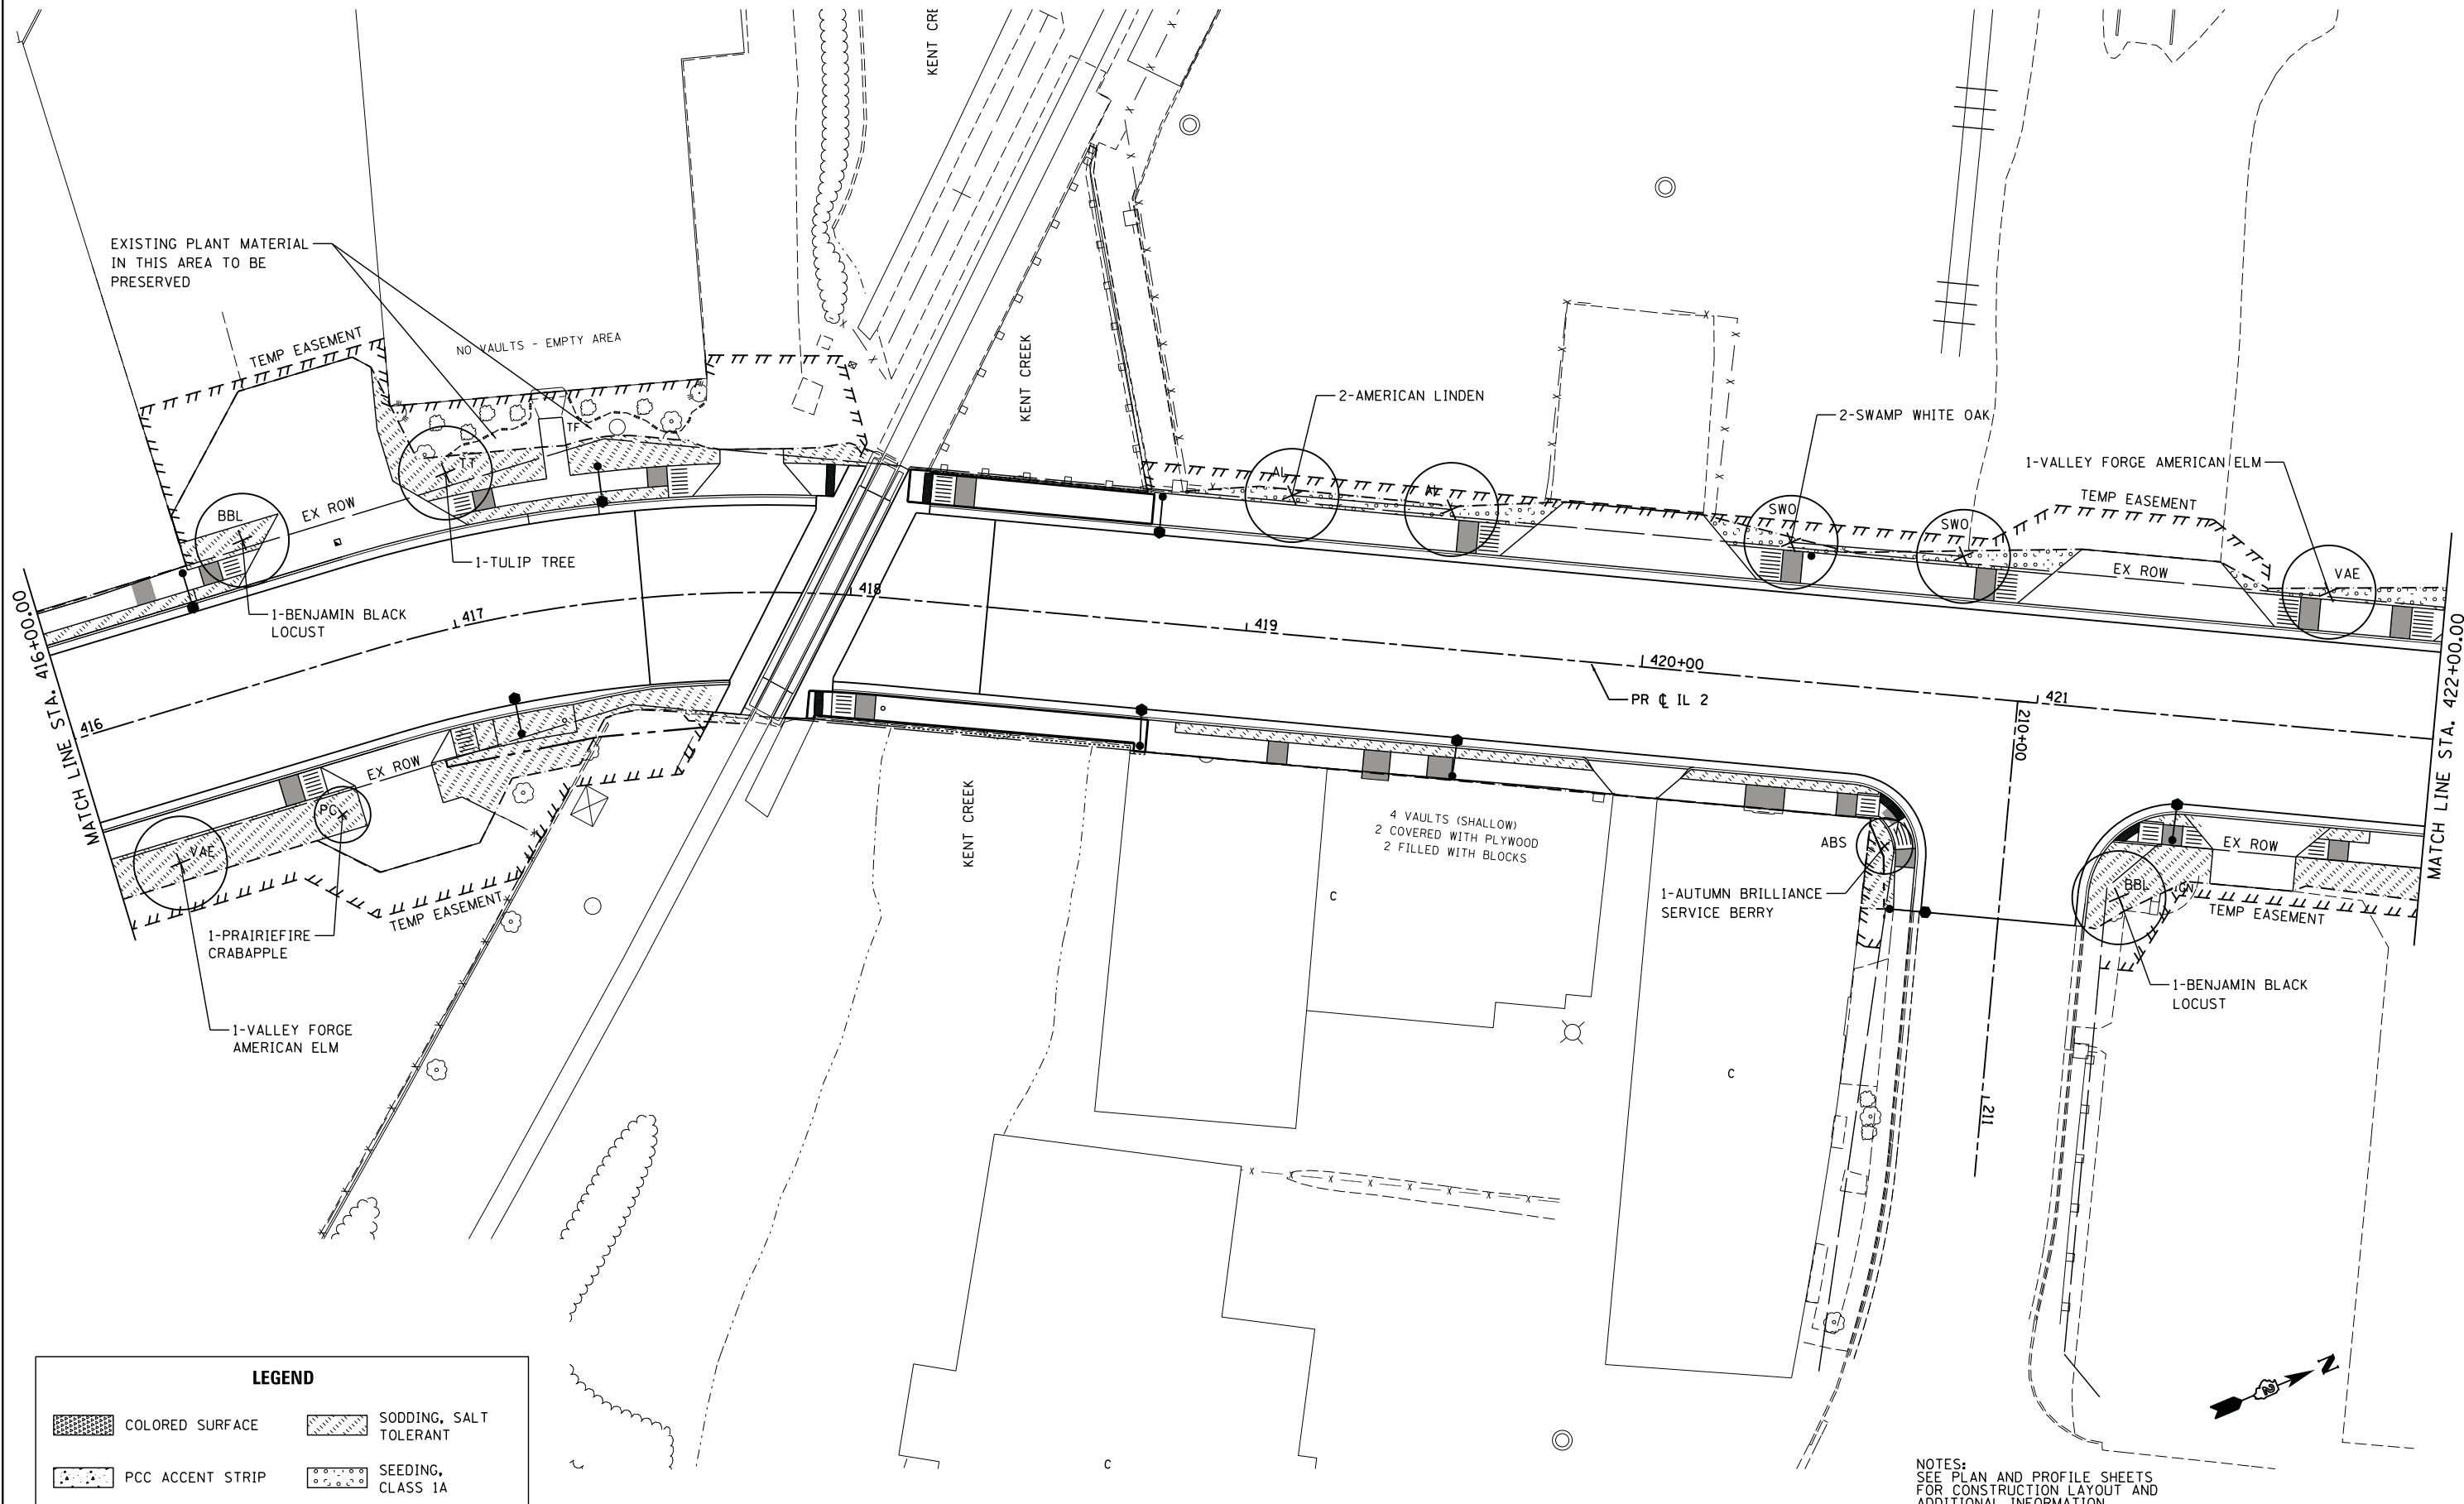 KENT CRE
EXISTING PLANT MATERIAL
IN THIS AREA TO BE
PRESERVED
TEMP EASEMENT
NO VAULTS - EMPTY AREA
KENT CREEK
2-AMERICAN LINDEN
2-SWAMP WHITE OAK
1-VALLEY FORGE AMERICAN ELM
TEMP EASEMENT
TF
TT
AL
AL
SWO
SWO
VAE
BBL
EX ROW
EX ROW
1-TULIP TREE
1-BENJAMIN BLACK
LOCUST
MATCH LINE STA. 416+00.00
416
417
418
419
420+00
421
PR ℄ IL 2
210+00
211
MATCH LINE STA. 422+00.00
EX ROW
PC
VAE
TEMP EASEMENT
1-PRAIRIEFIRE
CRABAPPLE
1-VALLEY FORGE
AMERICAN ELM
KENT CREEK
4 VAULTS (SHALLOW)
2 COVERED WITH PLYWOOD
2 FILLED WITH BLOCKS
C
C
C
ABS
1-AUTUMN BRILLIANCE
SERVICE BERRY
EX ROW
BBL
GN
TEMP EASEMENT
1-BENJAMIN BLACK
LOCUST
2
N
LEGEND
COLORED SURFACE
SODDING, SALT
TOLERANT
PCC ACCENT STRIP
SEEDING,
CLASS 1A
NOTES:
SEE PLAN AND PROFILE SHEETS
FOR CONSTRUCTION LAYOUT AND
ADDITIONAL INFORMATION